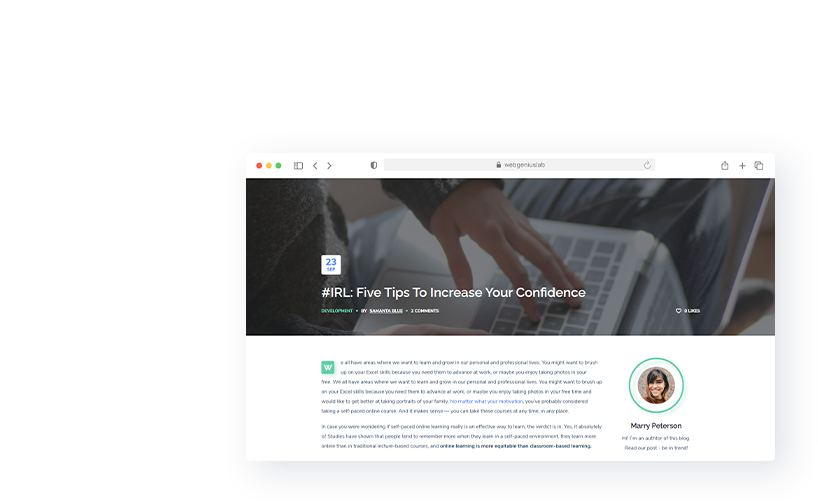 webgeniuslab
23
SEP
#IRL: Five Tips To Increase Your Confidence
DEVELOPMENT • BY SAMANTA BLUE • 2 COMMENTS
0 LIKES
W e all have areas where we want to learn and grow in our personal and professional lives. You might want to brush
up on your Excel skills because you need them to advance at work, or maybe you enjoy taking photos in your
free. We all have areas where we want to learn and grow in our personal and professional lives. You might want to brush up
on your Excel skills because you need them to advance at work, or maybe you enjoy taking photos in your free time and
would like to get better at taking portraits of your family. No matter what your motivation, you've probably considered
taking a self-paced online course. And it makes sense — you can take these courses at any time, in any place.
In case you were wondering if self-paced online learning really is an effective way to learn, the verdict is in. Yes, it absolutely
is! Studies have shown that people tend to remember more when they learn in a self-paced environment, they learn more
online than in traditional lecture-based courses, and online learning is more equitable than classroom-based learning.
Marry Peterson
Hi! I'm an authtor of this blog.
Read our post - be in trend!